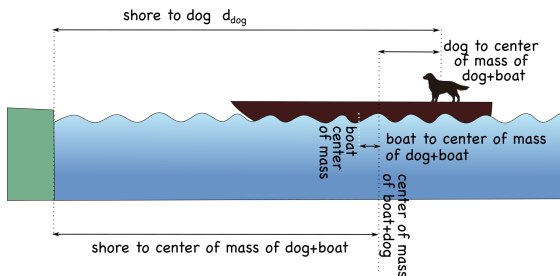 shore to dog d_dog
dog to center
of mass of
dog+boat
boat
center
of mass
boat to center of mass
of dog+boat
center of mass
of boat+dog
shore to center of mass of dog+boat